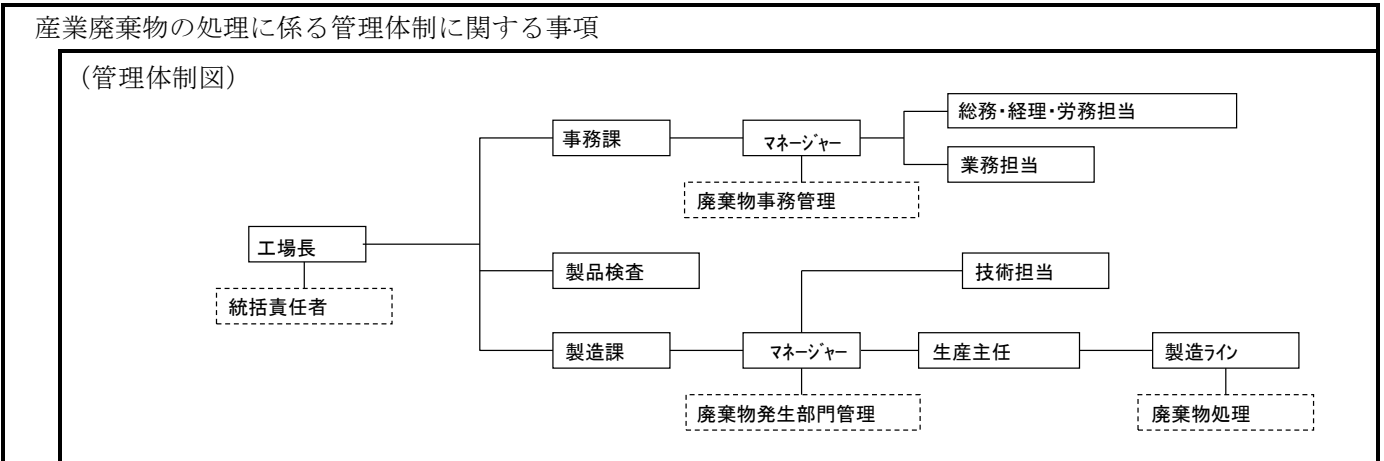 産業廃棄物の処理に係る管理体制に関する事項
（管理体制図）
総務・経理・労務担当
事務課
マネージャー
業務担当
廃棄物事務管理
工場長
製品検査
技術担当
統括責任者
製造課
マネージャー
生産主任
製造ライン
廃棄物発生部門管理
廃棄物処理